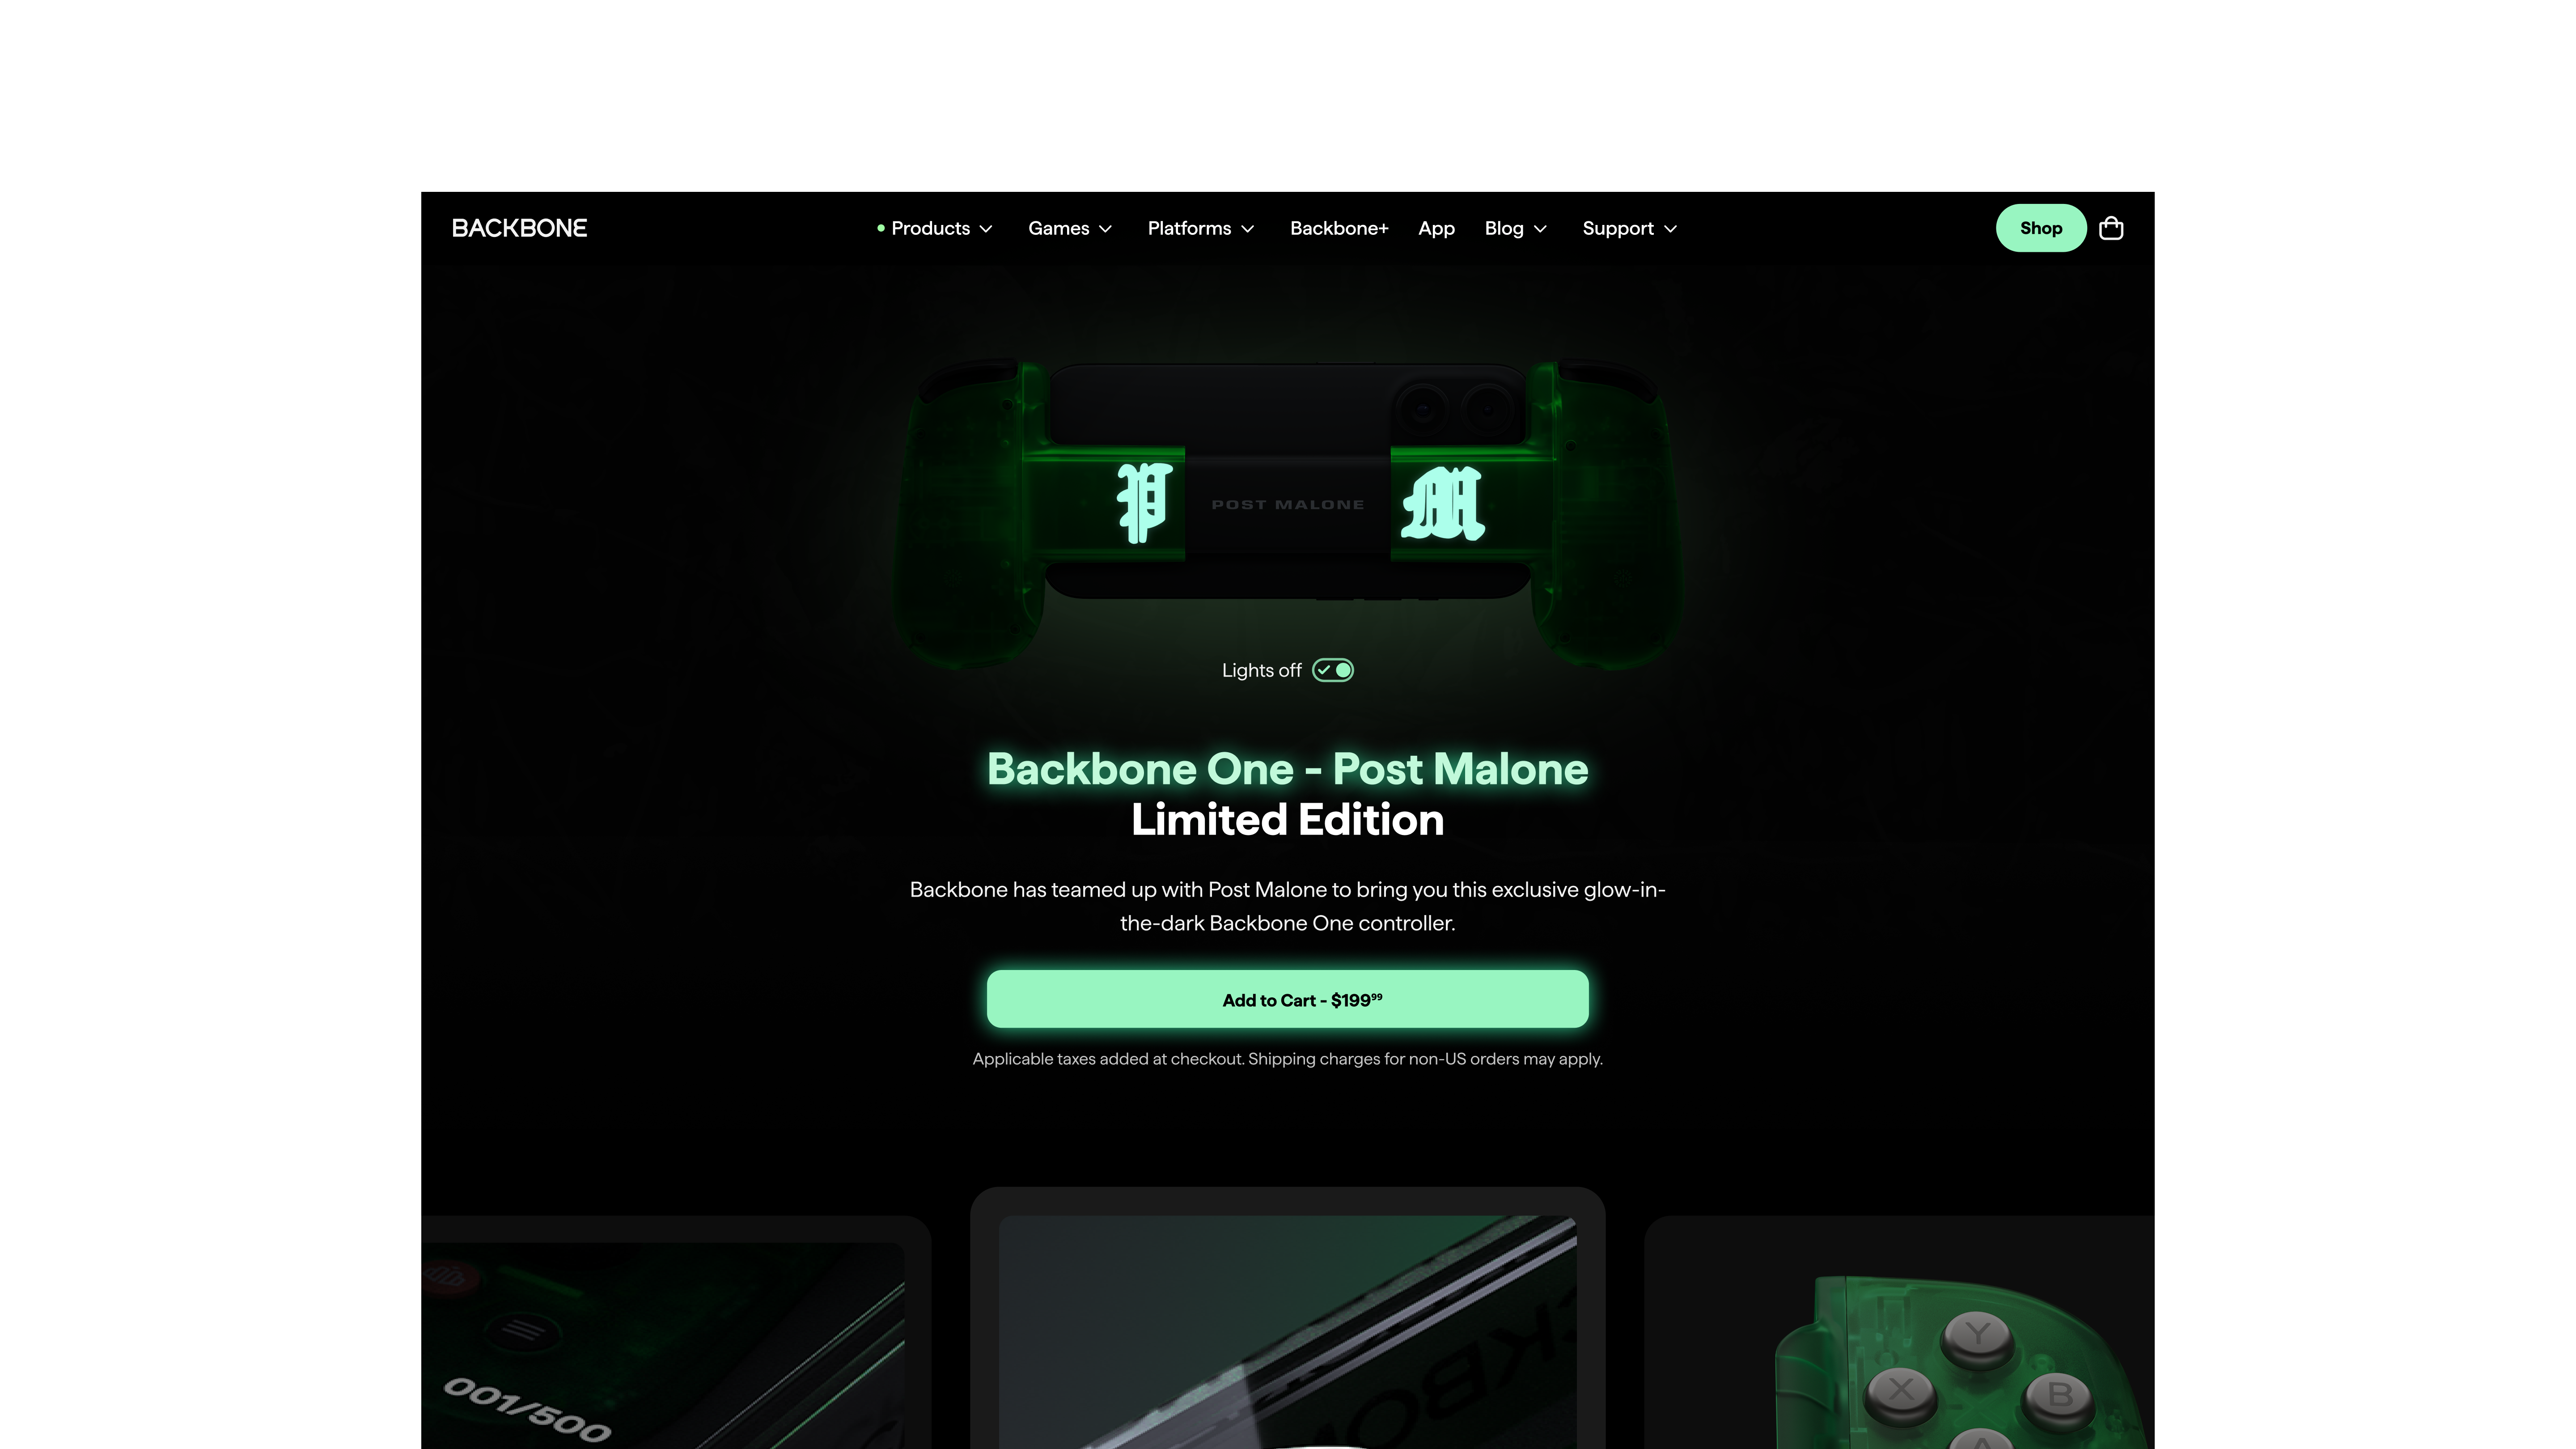 BACKBONE
Products
Games
Platforms
Backbone+
App
Blog
Support
Shop
P
POST MALONE
M
Lights off
Backbone One - Post Malone
Limited Edition
Backbone has teamed up with Post Malone to bring you this exclusive glow-in-
the-dark Backbone One controller.
Add to Cart - $199⁹⁹
Applicable taxes added at checkout. Shipping charges for non-US orders may apply.
001/500
Y
X
B
A